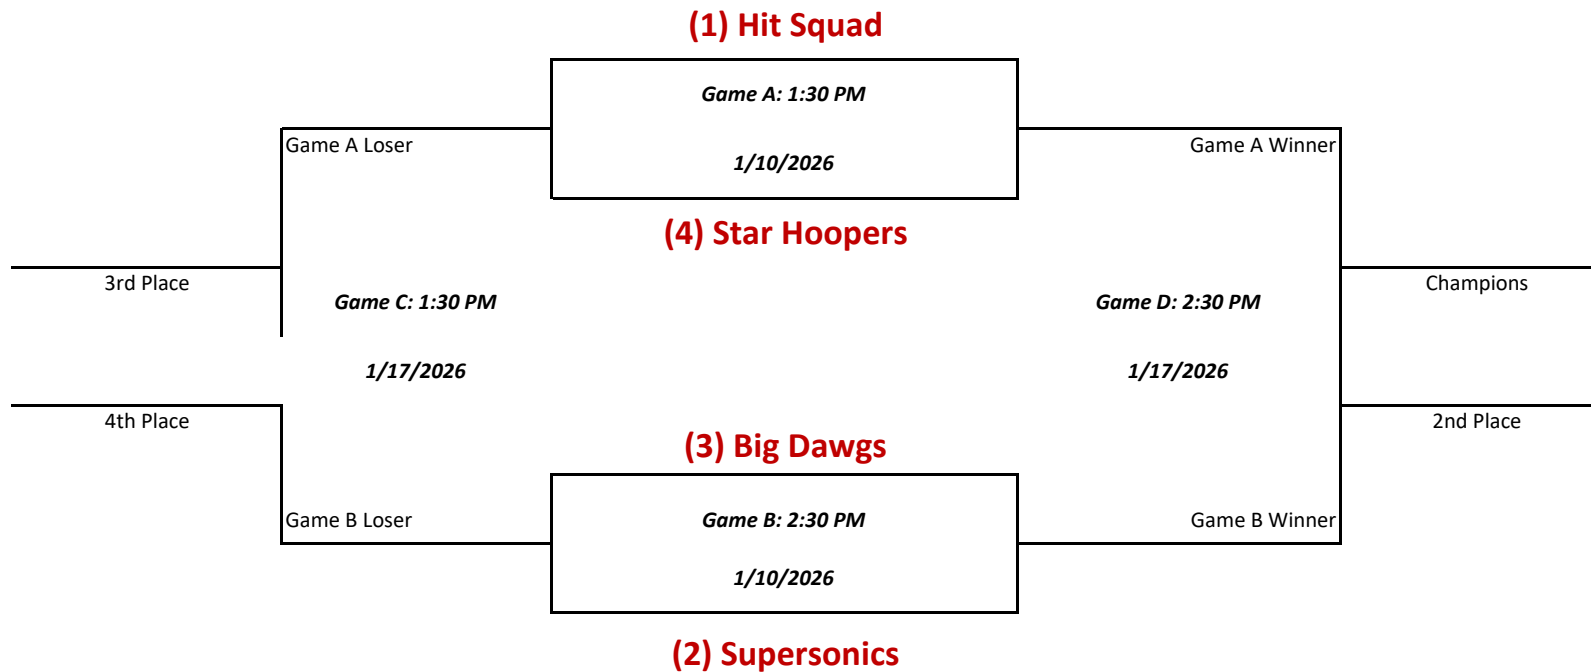 (1) Hit Squad
Game A: 1:30 PM
Game A Loser
Game A Winner
1/10/2026
(4) Star Hoopers
3rd Place
Game C: 1:30 PM
Game D: 2:30 PM
Champions
1/17/2026
1/17/2026
4th Place
2nd Place
(3) Big Dawgs
Game B Loser
Game B: 2:30 PM
Game B Winner
1/10/2026
(2) Supersonics